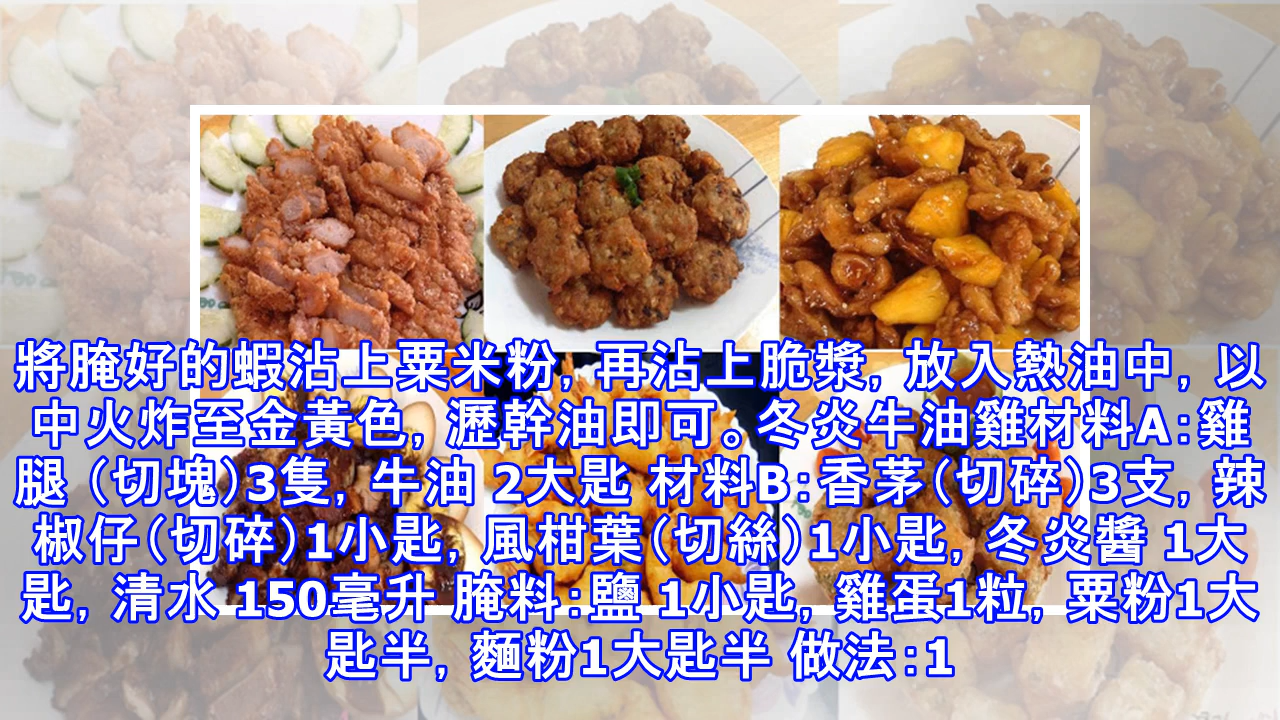 將腌好的蝦沾上粟米粉, 再沾上脆漿, 放入熱油中, 以
中火炸至金黃色, 瀝幹油即可。冬炎牛油雞材料A:雞
腿 (切塊)3隻, 牛油 2大匙 材料B:香茅(切碎)3支, 辣
椒仔(切碎)1小匙, 風柑葉(切絲)1小匙, 冬炎醬 1大
匙, 清水 150毫升 腌料:鹽 1小匙, 雞蛋1粒, 粟粉1大
匙半, 麵粉1大匙半 做法:1